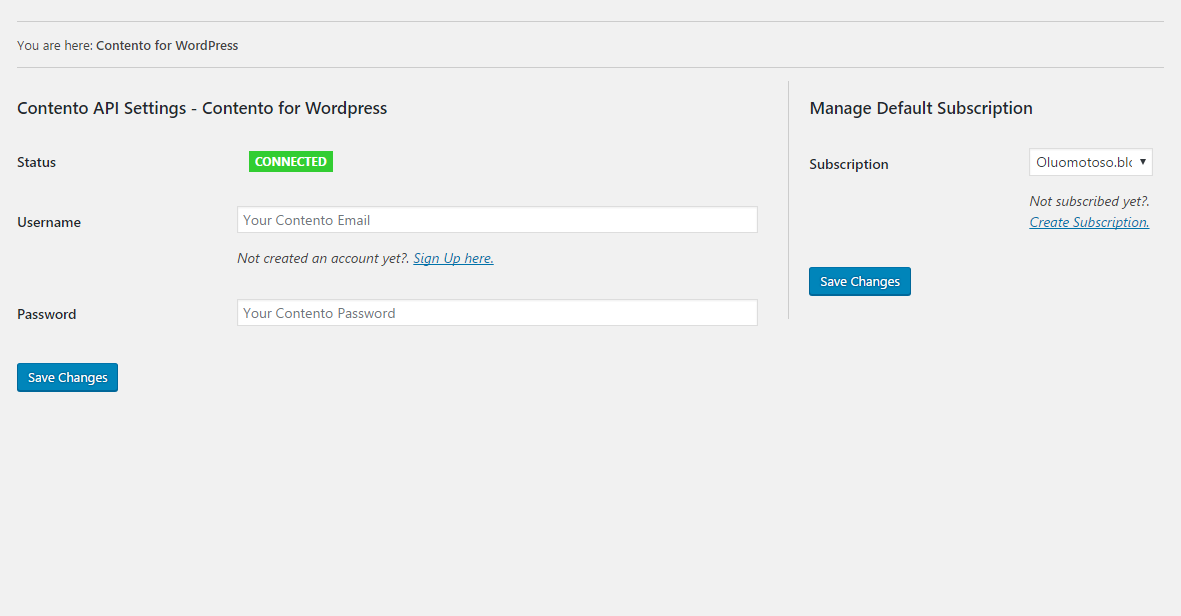 You are here: Contento for WordPress
Contento API Settings - Contento for Wordpress
Status
CONNECTED
Username
Your Contento Email
Not created an account yet?. Sign Up here.
Password
Your Contento Password
Save Changes
Manage Default Subscription
Subscription
Oluomotoso.blo
Not subscribed yet?.
Create Subscription.
Save Changes